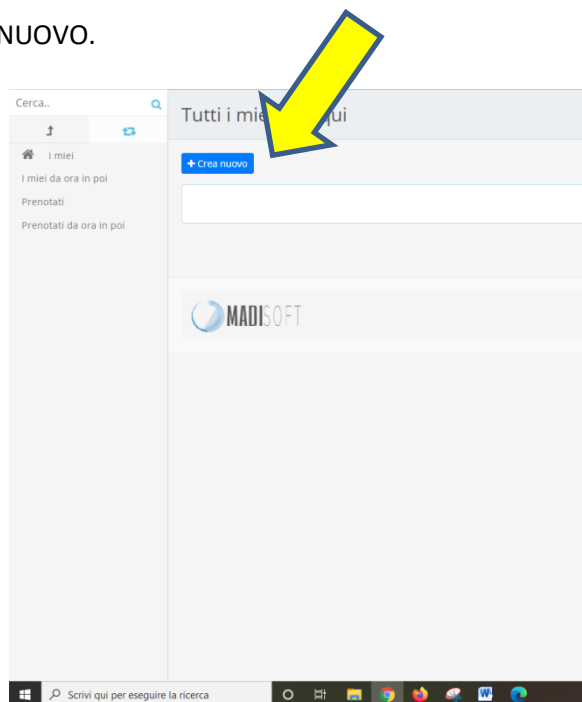 NUOVO.
Cerca..
Tutti i qui
I miei
+ Crea nuovo
I miei da ora in poi
Prenotati
Prenotati da ora in poi
MADISOFT
Scrivi qui per eseguire la ricerca